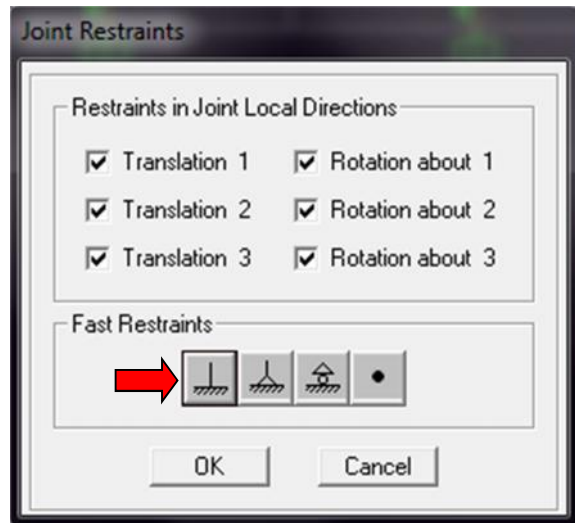 Joint Restraints
Restraints in Joint Local Directions
Translation 1 Rotation about 1
Translation 2 Rotation about 2
Translation 3 Rotation about 3
Fast Restraints
OK Cancel